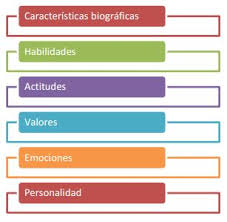 Características biográficas
Habilidades
Actitudes
Valores
Emociones
Personalidad